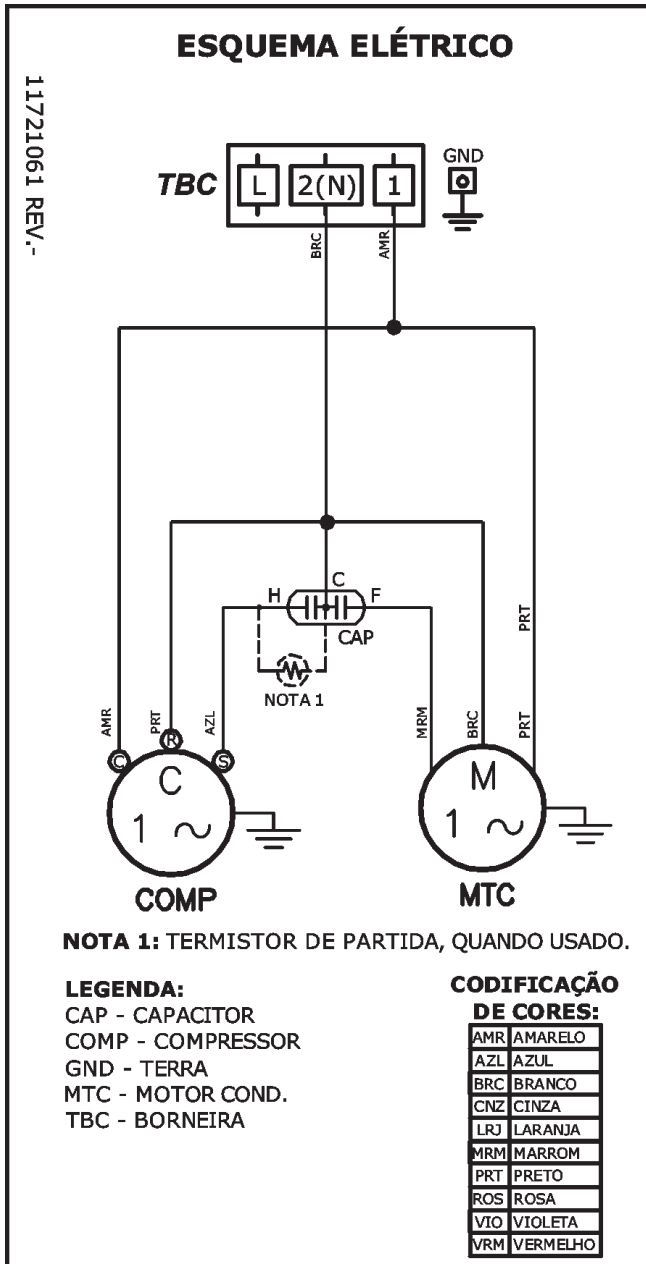 ESQUEMA ELÉTRICO
11721061 REV.-
TBC L 2(N) 1 GND
BRC AMR
H C F
CAP
NOTA 1
PRT
AMR PRT AZL MRM BRC PRT
C R S
C M
1 1
COMP MTC
NOTA 1: TERMISTOR DE PARTIDA, QUANDO USADO.
LEGENDA:
CAP - CAPACITOR
COMP - COMPRESSOR
GND - TERRA
MTC - MOTOR COND.
TBC - BORNEIRA
CODIFICAÇÃO
DE CORES:
AMR AMARELO
AZL AZUL
BRC BRANCO
CNZ CINZA
LRJ LARANJA
MRM MARROM
PRT PRETO
ROS ROSA
VIO VIOLETA
VRM VERMELHO